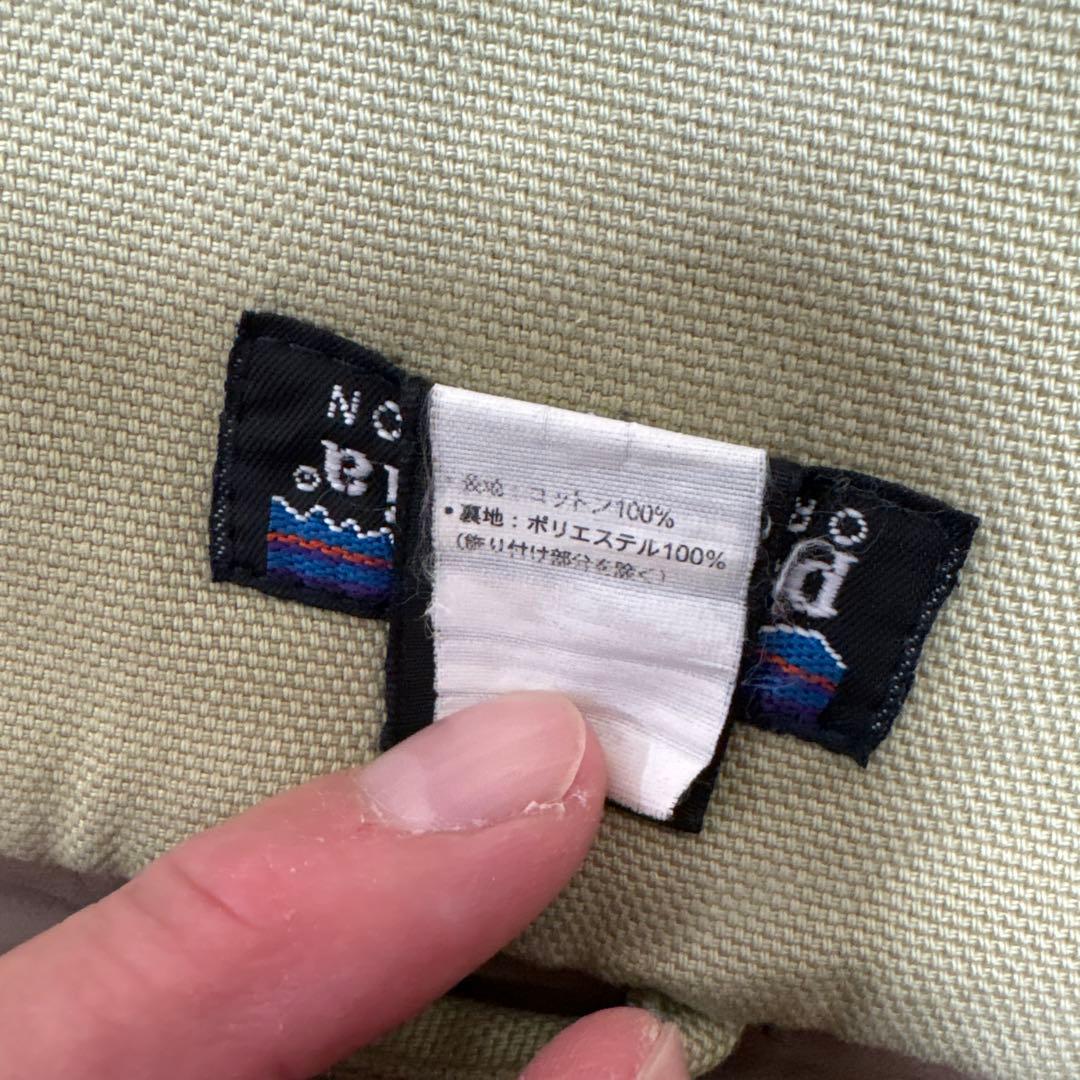 NO
a®
・表地:コットン100%
・裏地:ポリエステル100%
(飾り付け部分を除く)
p